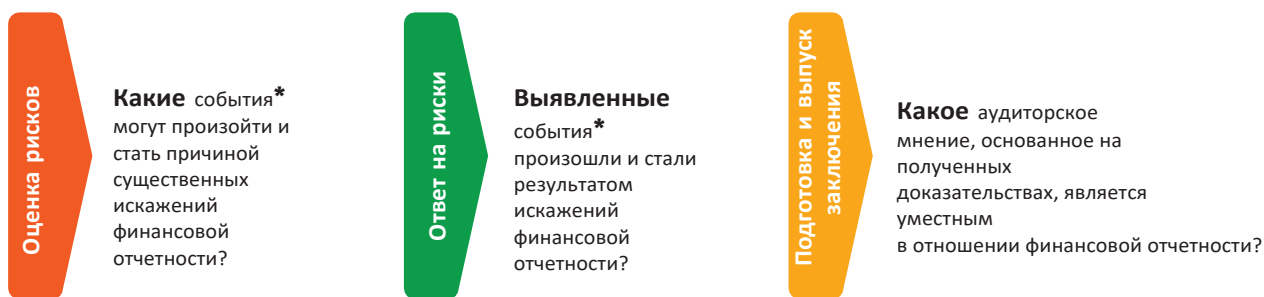 Оценка рисков
Какие события*
могут произойти и
стать причиной
существенных
искажений
финансовой
отчетности?
Ответ на риски
Выявленные
события*
произошли и стали
результатом
искажений
финансовой
отчетности?
Подготовка и выпуск
заключения
Какое аудиторское
мнение, основанное на
полученных
доказательствах, является
уместным
в отношении финансовой отчетности?